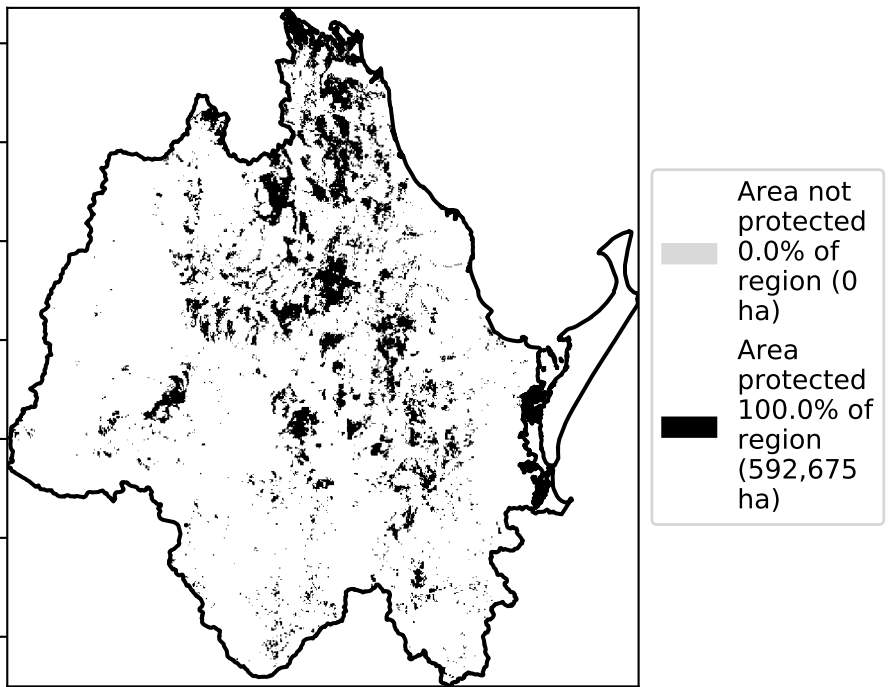 Area not
protected
0.0% of
region (0
ha)
Area
protected
100.0% of
region
(592,675
ha)